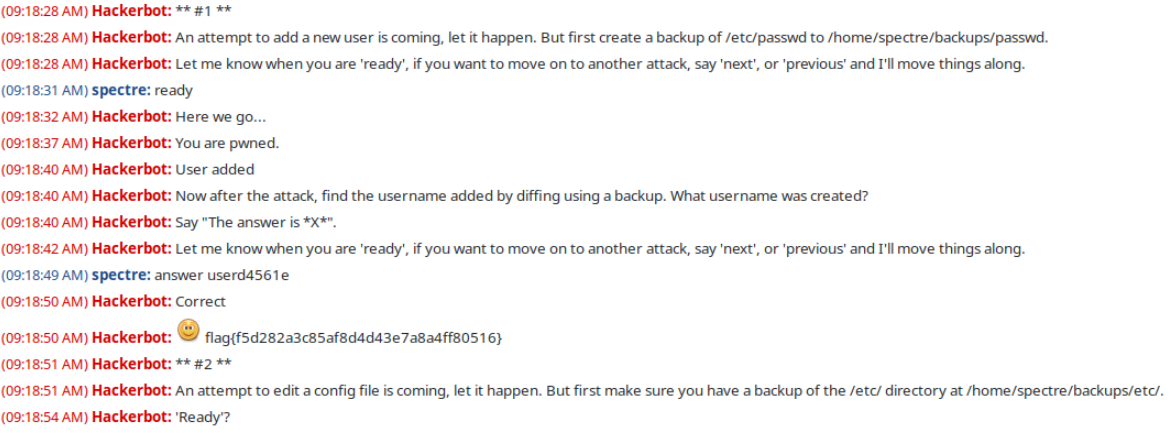 (09:18:28 AM) Hackerbot: ** #1 **
(09:18:28 AM) Hackerbot: An attempt to add a new user is coming, let it happen. But first create a backup of /etc/passwd to /home/spectre/backups/passwd.
(09:18:28 AM) Hackerbot: Let me know when you are 'ready', if you want to move on to another attack, say 'next', or 'previous' and I'll move things along.
(09:18:31 AM) spectre: ready
(09:18:32 AM) Hackerbot: Here we go...
(09:18:37 AM) Hackerbot: You are pwned.
(09:18:40 AM) Hackerbot: User added
(09:18:40 AM) Hackerbot: Now after the attack, find the username added by diffing using a backup. What username was created?
(09:18:40 AM) Hackerbot: Say "The answer is *X*".
(09:18:42 AM) Hackerbot: Let me know when you are 'ready', if you want to move on to another attack, say 'next', or 'previous' and I'll move things along.
(09:18:49 AM) spectre: answer userd4561e
(09:18:50 AM) Hackerbot: Correct
(09:18:50 AM) Hackerbot: flag{f5d282a3c85af8d4d43e7a8a4ff80516}
(09:18:51 AM) Hackerbot: ** #2 **
(09:18:51 AM) Hackerbot: An attempt to edit a config file is coming, let it happen. But first make sure you have a backup of the /etc/ directory at /home/spectre/backups/etc/.
(09:18:54 AM) Hackerbot: 'Ready'?